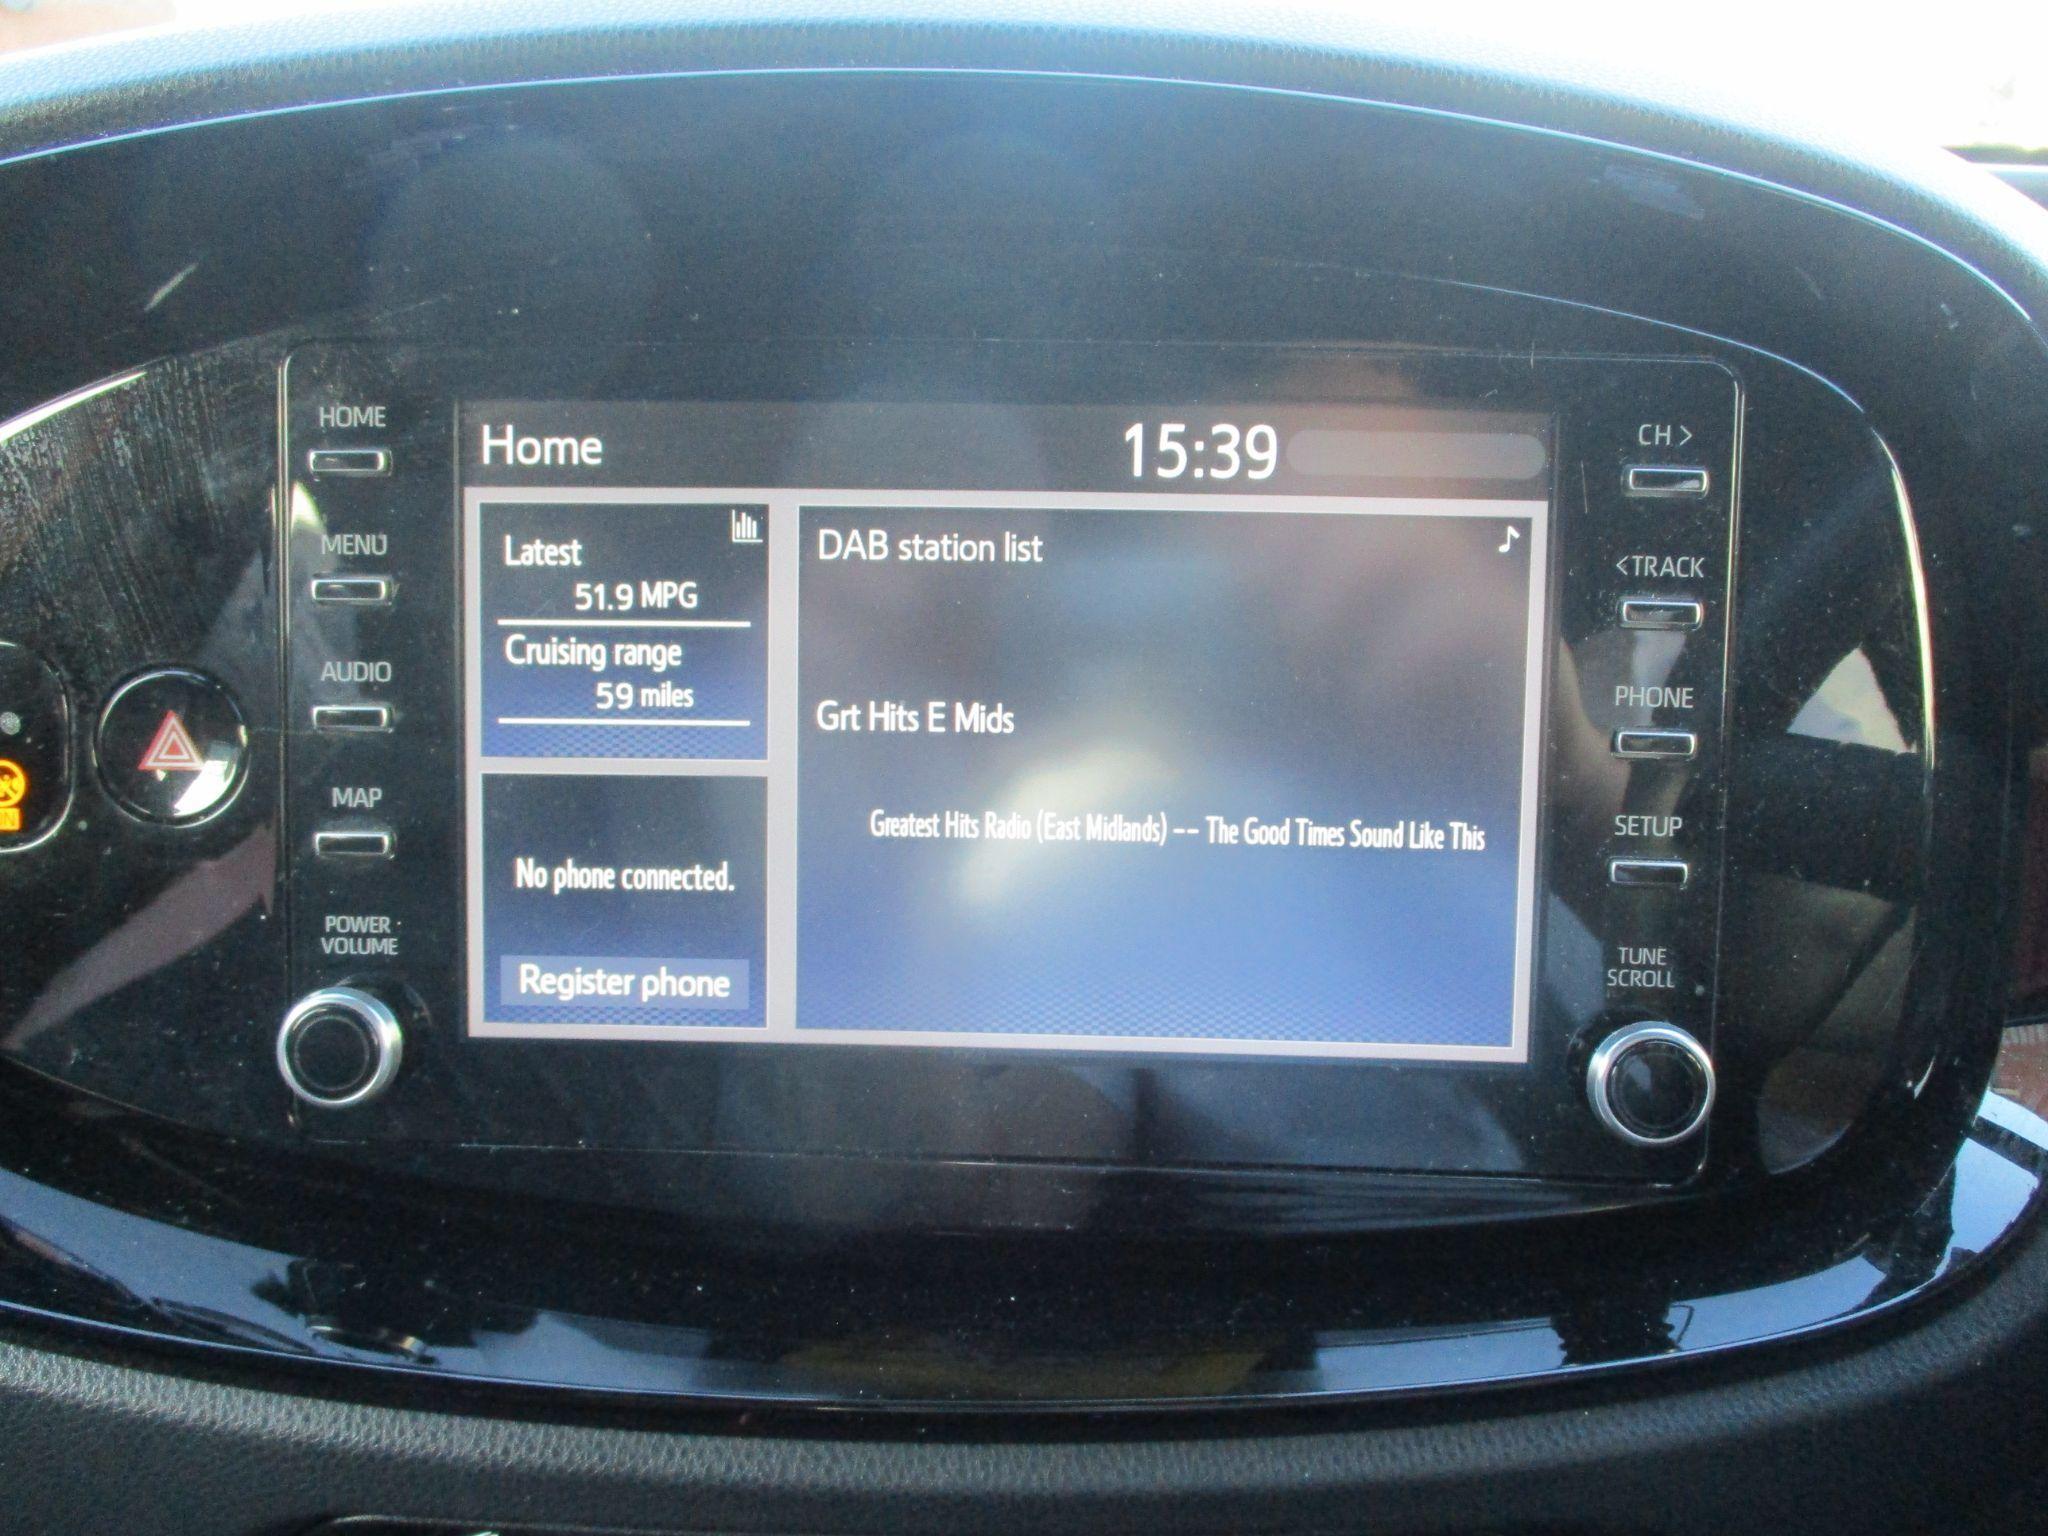 HOME
MENU
AUDIO
MAP
POWER·
VOLUME
Home
15:39
Latest
51.9 MPG
Cruising range
59 miles
No phone connected.
Register phone
DAB station list
Grt Hits E Mids
Greatest Hits Radio (East Midlands) -- The Good Times Sound Like This
CH >
<TRACK
PHONE
SETUP
TUNE
SCROLL